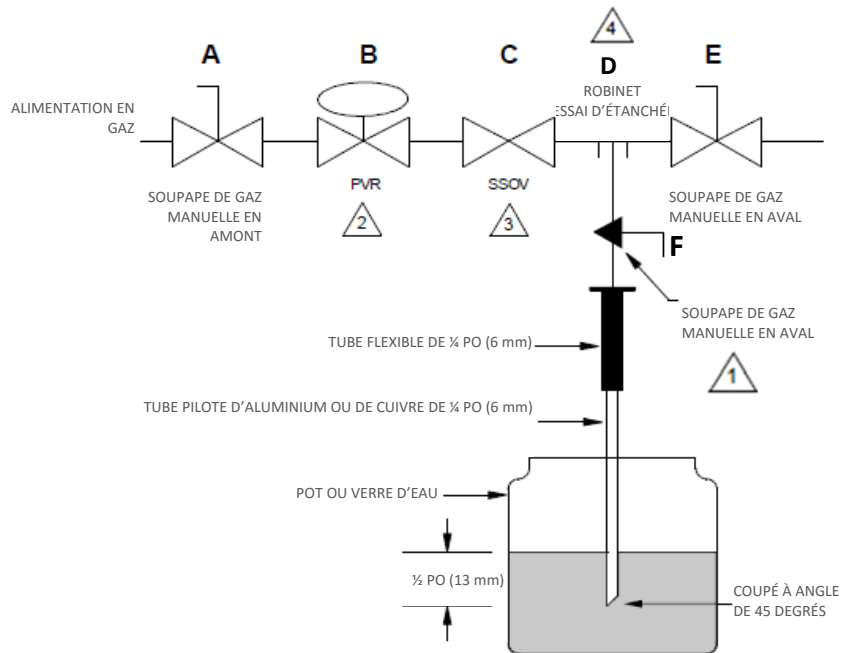 4
A B C D E
ALIMENTATION EN
GAZ
ROBINET
ESSAI D'ÉTANCHÉI
PVR
2
SSOV
3
SOUPAPE DE GAZ
MANUELLE EN
AMONT
SOUPAPE DE GAZ
MANUELLE EN AVAL
F
SOUPAPE DE GAZ
MANUELLE EN AVAL
1
TUBE FLEXIBLE DE ¼ PO (6 mm)
TUBE PILOTE D'ALUMINIUM OU DE CUIVRE DE ¼ PO (6 mm)
POT OU VERRE D'EAU
½ PO (13 mm)
COUPÉ À ANGLE
DE 45 DEGRÉS